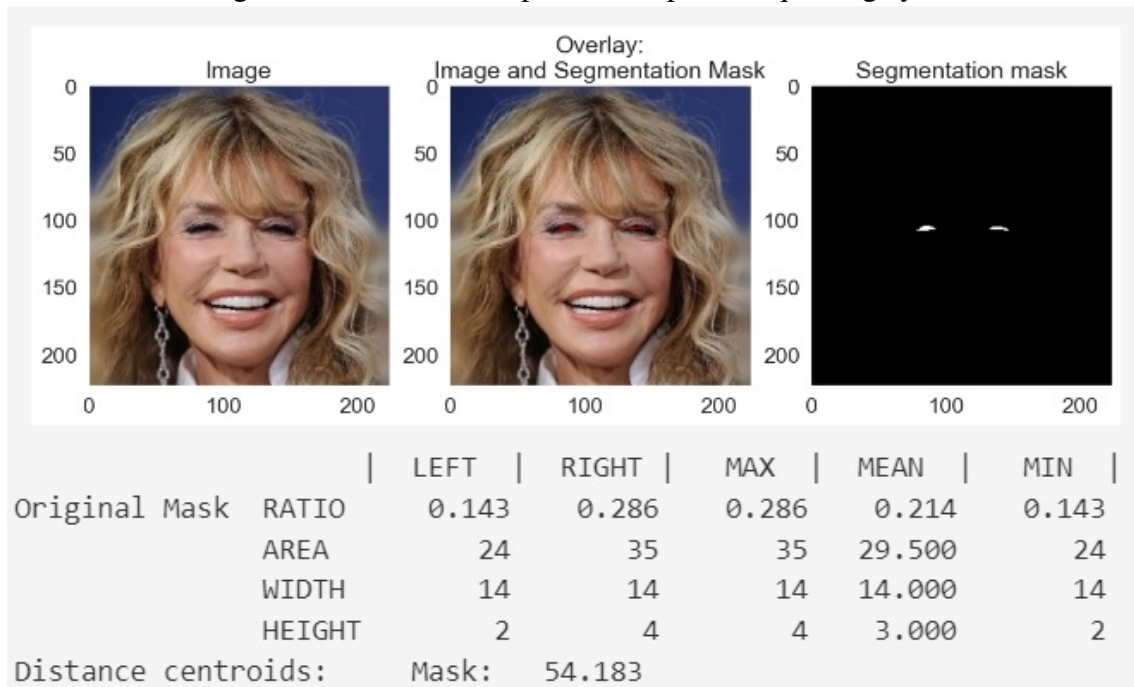 Image
Overlay:
Image and Segmentation Mask
Segmentation mask
0
50
100
150
200
0 100 200
0
50
100
150
200
0 100 200
0
50
100
150
200
0 100 200
| LEFT | RIGHT | MAX | MEAN | MIN |
Original Mask RATIO 0.143 0.286 0.286 0.214 0.143
AREA 24 35 35 29.500 24
WIDTH 14 14 14 14.000 14
HEIGHT 2 4 4 3.000 2
Distance centroids: Mask: 54.183